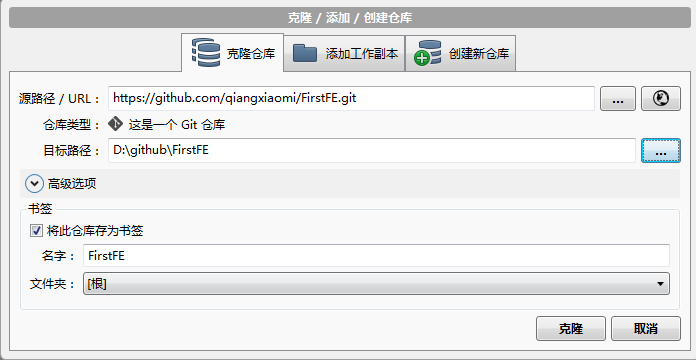 克隆 / 添加 / 创建仓库
克隆仓库 添加工作副本 创建新仓库
源路径 / URL： https://github.com/qiangxiaomi/FirstFE.git ...
仓库类型： 这是一个 Git 仓库
目标路径： D:\github\FirstFE ...
高级选项
书签
将此仓库存为书签
名字： FirstFE
文件夹： [根]
克隆 取消